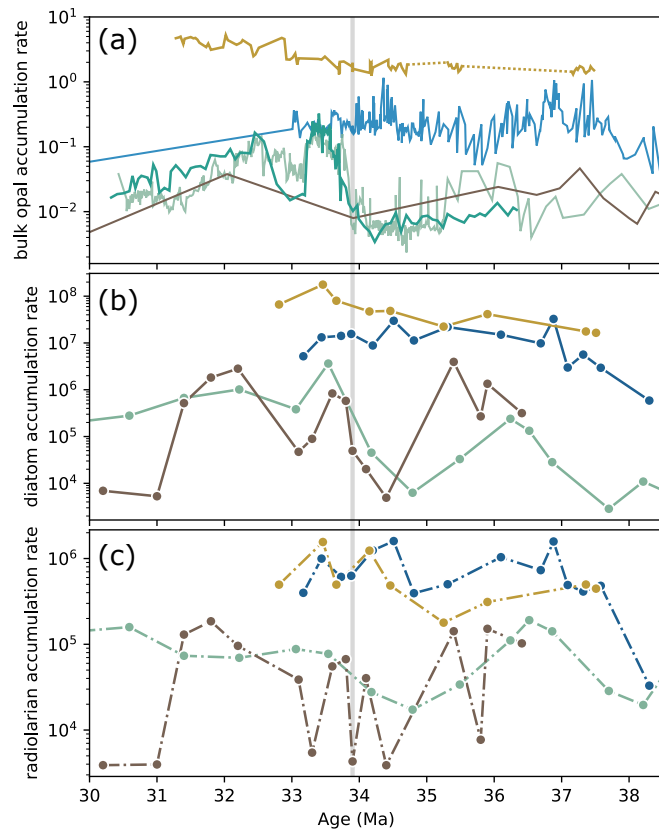 (a)
bulk opal accumulation rate
10¹
10⁰
10⁻¹
10⁻²
(b)
diatom accumulation rate
10⁸
10⁷
10⁶
10⁵
10⁴
(c)
radiolarian accumulation rate
10⁶
10⁵
10⁴
30 31 32 33 34 35 36 37 38
Age (Ma)